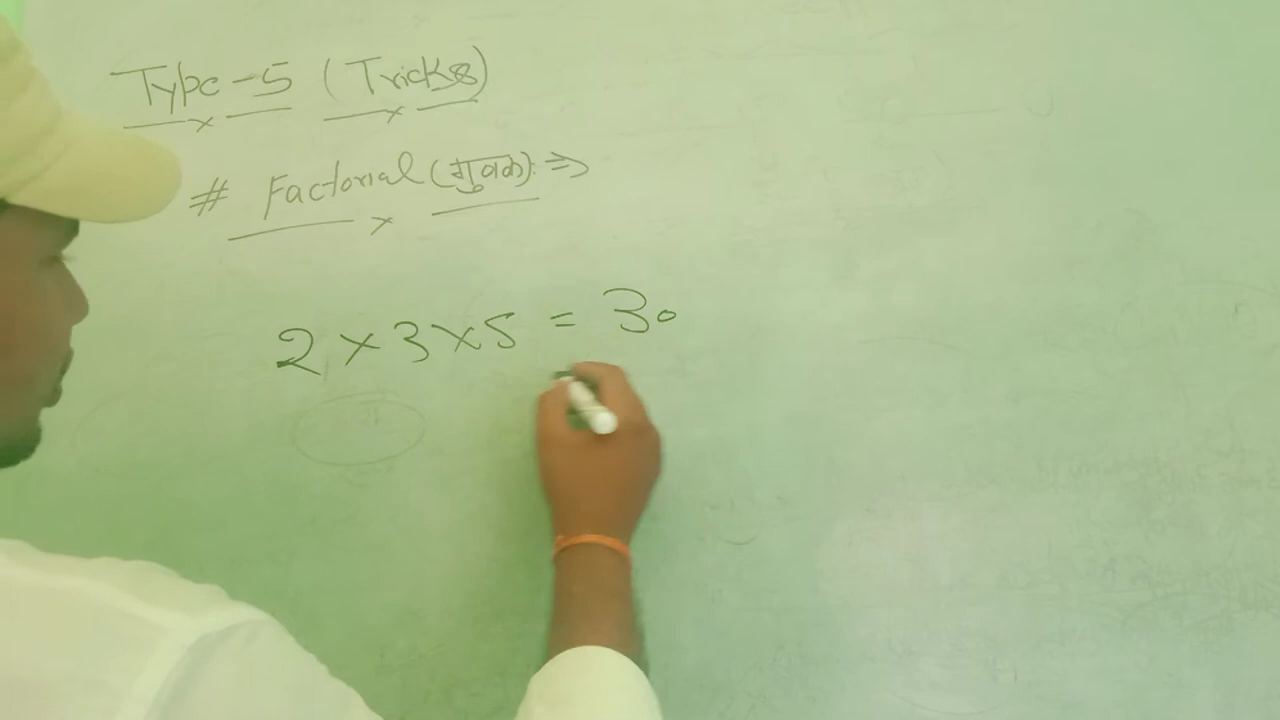 Type-5 (Tricks)
# Factorial (गुणक) ⇒
2 × 3 × 5 = 30